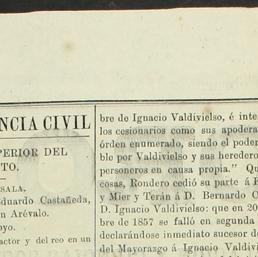 NCIA CIVIL
PERIOR DEL
TO.
SALA.
duardo Castañeda,
n Arévalo.
oyo.
actor y del reo en un
bre de Ignacio Valdivielso, é inte
los cesionarios como sus apodera
órden enumerado, siendo el poder
ble por Valdivielso y sus heredero
personeros en causa propia." Qu
cosas, Rondero cedió su parte á F
y Mier y Terán á D. Bernardo C
D. Ignacio Valdivielso: que en 20
bre de 1857 se falló en segunda
declarándose inmediato sucesor d
del Mayorazgo á Ignacio Valdivi